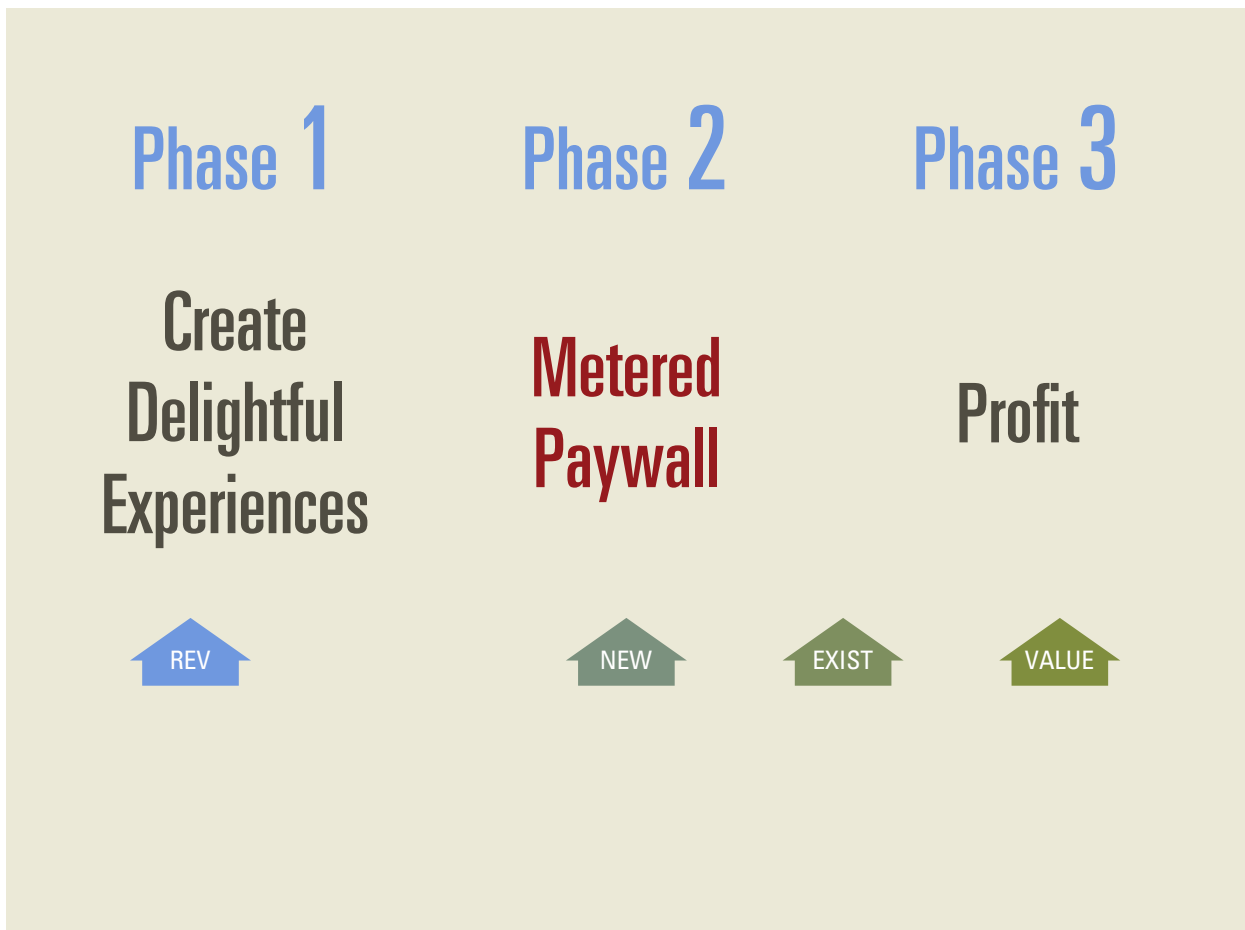 Phase 1
Phase 2
Phase 3
Create
Delightful
Experiences
Metered
Paywall
Profit
REV
NEW
EXIST
VALUE